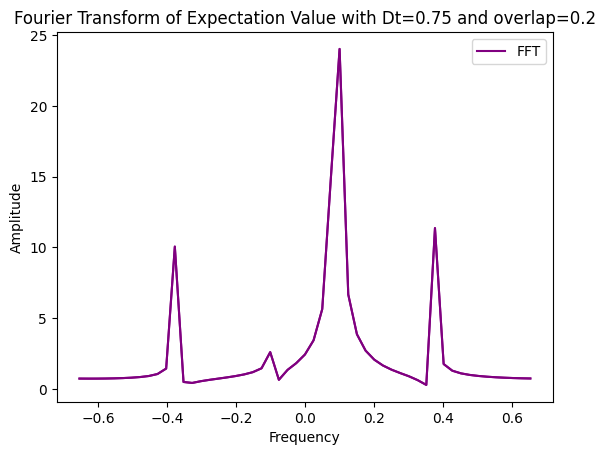 Fourier Transform of Expectation Value with Dt=0.75 and overlap=0.2
FFT
Amplitude
25
20
15
10
5
0
−0.6 −0.4 −0.2 0.0 0.2 0.4 0.6
Frequency